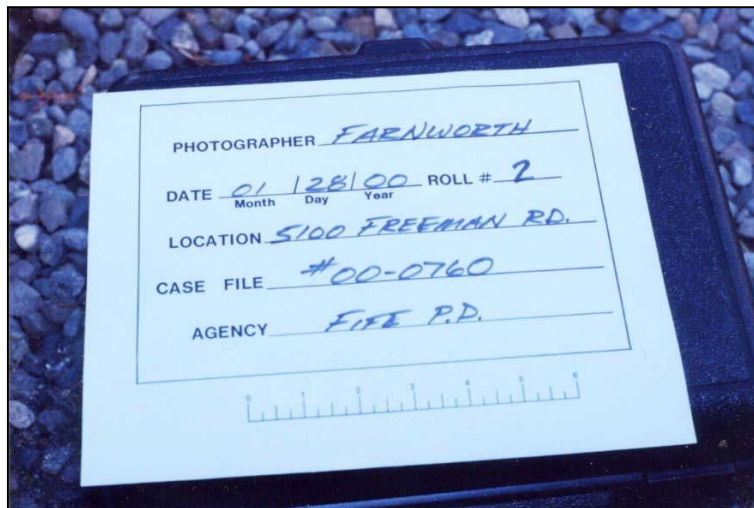 PHOTOGRAPHER FARNWORTH
DATE 01 / 28 / 00 ROLL # 2
Month Day Year
LOCATION 5100 FREEMAN RD.
CASE FILE #00-0760
AGENCY FIFE P.D.
0 1 2 3 4 5 6